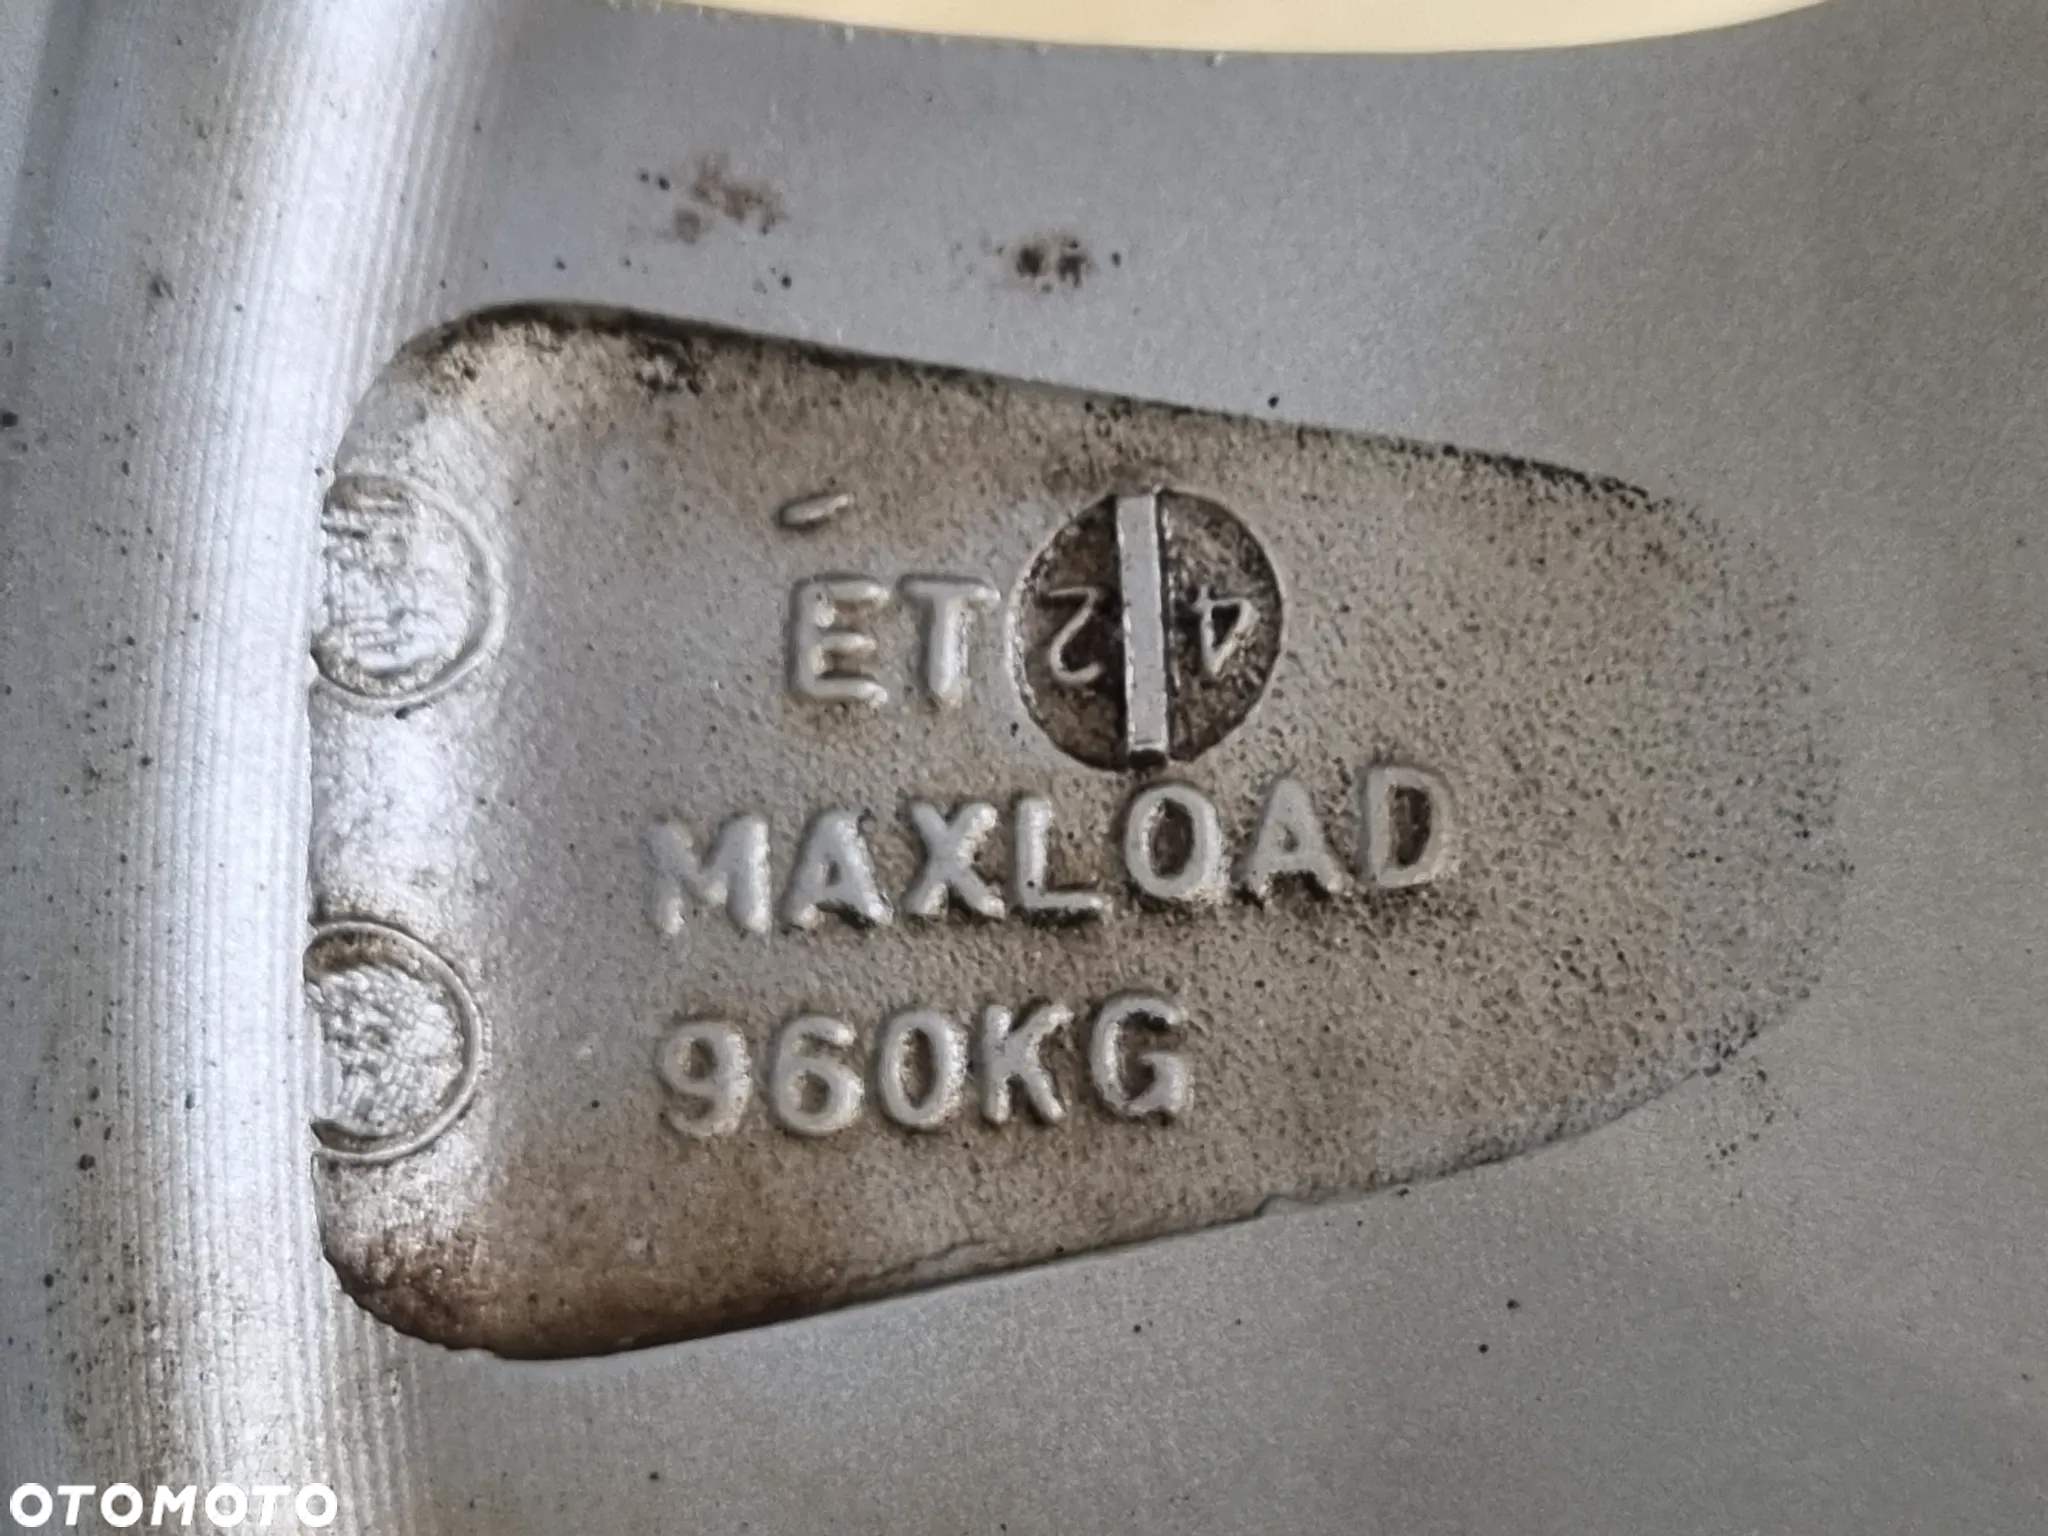 ET 42
MAXLOAD
960KG
OTOMOTO